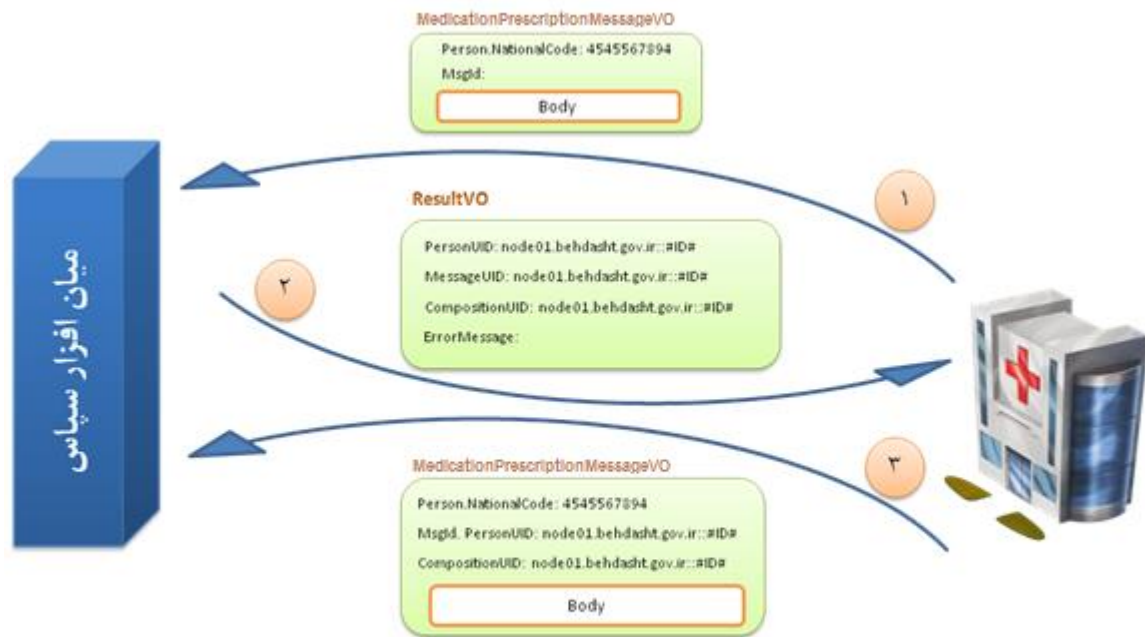 MedicationPrescriptionMessageVO
Person.NationalCode: 4545567894
MsgId:
Body
۱
ResultVO
PersonUID: node01.behdasht.gov.ir::#ID#
MessageUID: node01.behdasht.gov.ir::#ID#
CompositionUID: node01.behdasht.gov.ir::#ID#
ErrorMessage:
۲
میان افزار سپاس
۳
MedicationPrescriptionMessageVO
Person.NationalCode: 4545567894
MsgId. PersonUID: node01.behdasht.gov.ir::#ID#
CompositionUID: node01.behdasht.gov.ir::#ID#
Body